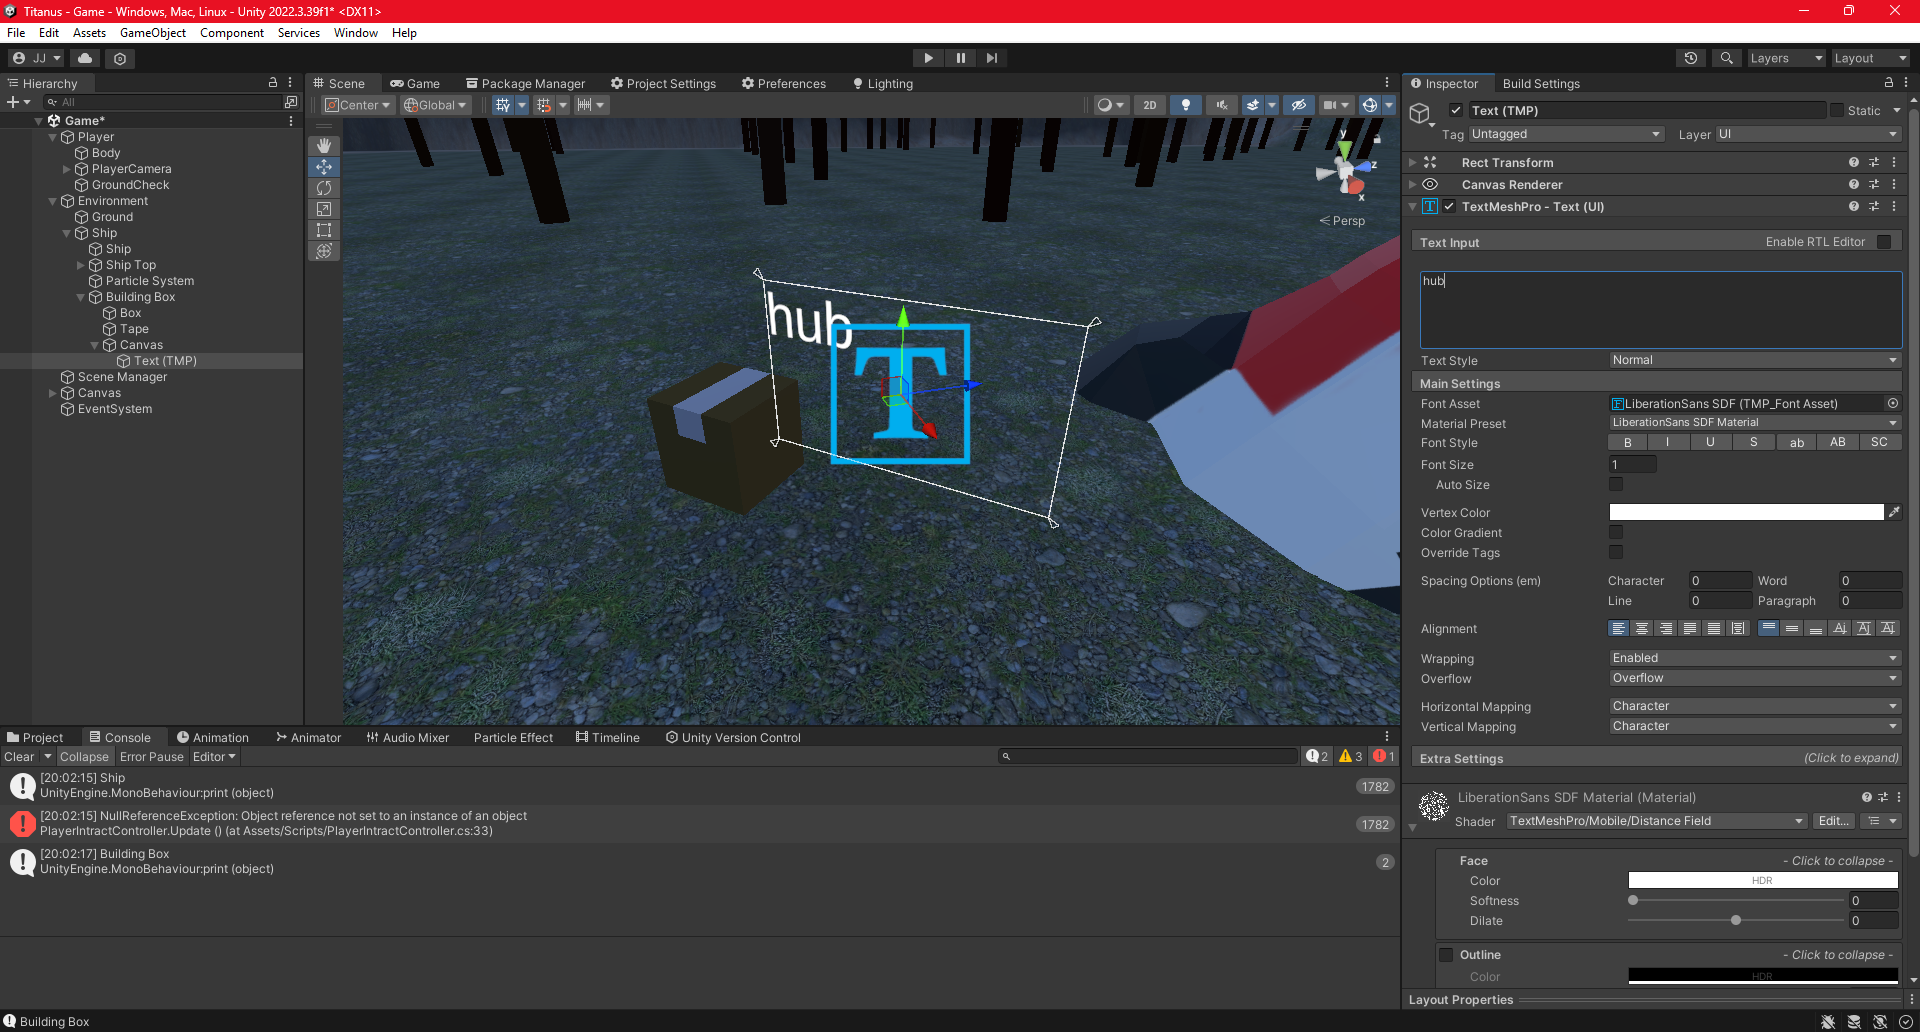 Titanus - Game - Windows, Mac, Linux - Unity 2022.3.39f1* <DX11>
File Edit Assets GameObject Component Services Window Help
JJ
Layers
Layout
Hierarchy
Scene
Game
Package Manager
Project Settings
Preferences
Lighting
Inspector
Build Settings
All
Center
Global
2D
Game*
Player
Body
PlayerCamera
GroundCheck
Environment
Ground
Ship
Ship
Ship Top
Particle System
Building Box
Box
Tape
Canvas
Text (TMP)
Scene Manager
Canvas
EventSystem
y
z
x
Persp
hub
T
Text (TMP)
Static
Tag Untagged
Layer UI
Rect Transform
Canvas Renderer
TextMeshPro - Text (UI)
Text Input
Enable RTL Editor
hub
Text Style Normal
Main Settings
Font Asset LiberationSans SDF (TMP_Font Asset)
Material Preset LiberationSans SDF Material
Font Style B I U S ab AB SC
Font Size 1
Auto Size
Vertex Color
Color Gradient
Override Tags
Spacing Options (em) Character 0 Word 0
Line 0 Paragraph 0
Alignment
Wrapping Enabled
Overflow Overflow
Horizontal Mapping Character
Vertical Mapping Character
Extra Settings (Click to expand)
LiberationSans SDF Material (Material)
Shader TextMeshPro/Mobile/Distance Field Edit...
Face - Click to collapse -
Color HDR
Softness 0
Dilate 0
Outline - Click to collapse -
Color HDR
Layout Properties
Project
Console
Animation
Animator
Audio Mixer
Particle Effect
Timeline
Unity Version Control
Clear Collapse Error Pause Editor
2 3 1
[20:02:15] Ship
UnityEngine.MonoBehaviour:print (object)
1782
[20:02:15] NullReferenceException: Object reference not set to an instance of an object
PlayerIntractController.Update () (at Assets/Scripts/PlayerIntractController.cs:33)
1782
[20:02:17] Building Box
UnityEngine.MonoBehaviour:print (object)
2
Building Box